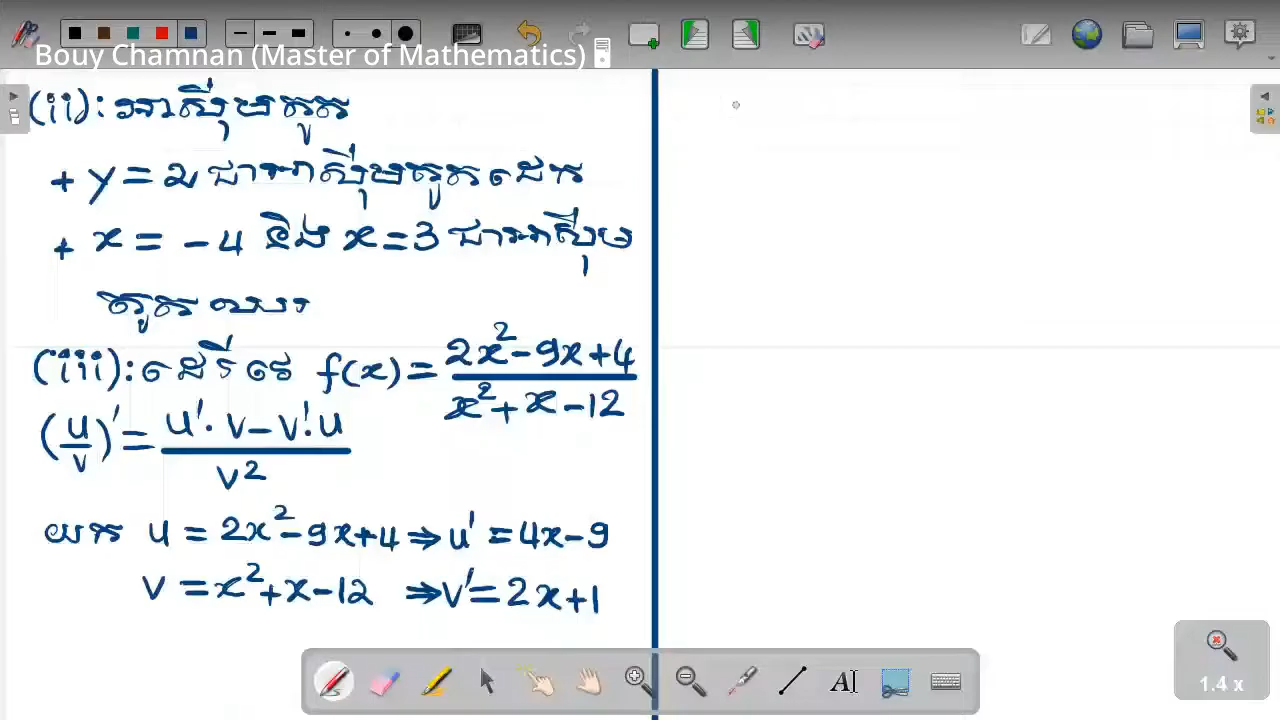 Bouy Chamnan (Master of Mathematics)
(ii): អាស៊ីមតូត
+ y = 2 ជាអាស៊ីមតូតដេក
+ x = -4 និង x = 3 ជាអាស៊ីម
តូតឈរ
(iii): ដេរីវេ f(x) = (2x² - 9x + 4)/(x² + x - 12)
(u/v)' = (u'·v - v'·u)/v²
យក u = 2x² - 9x + 4 ⇒ u' = 4x - 9
v = x² + x - 12 ⇒ v' = 2x + 1
A
1.4 x